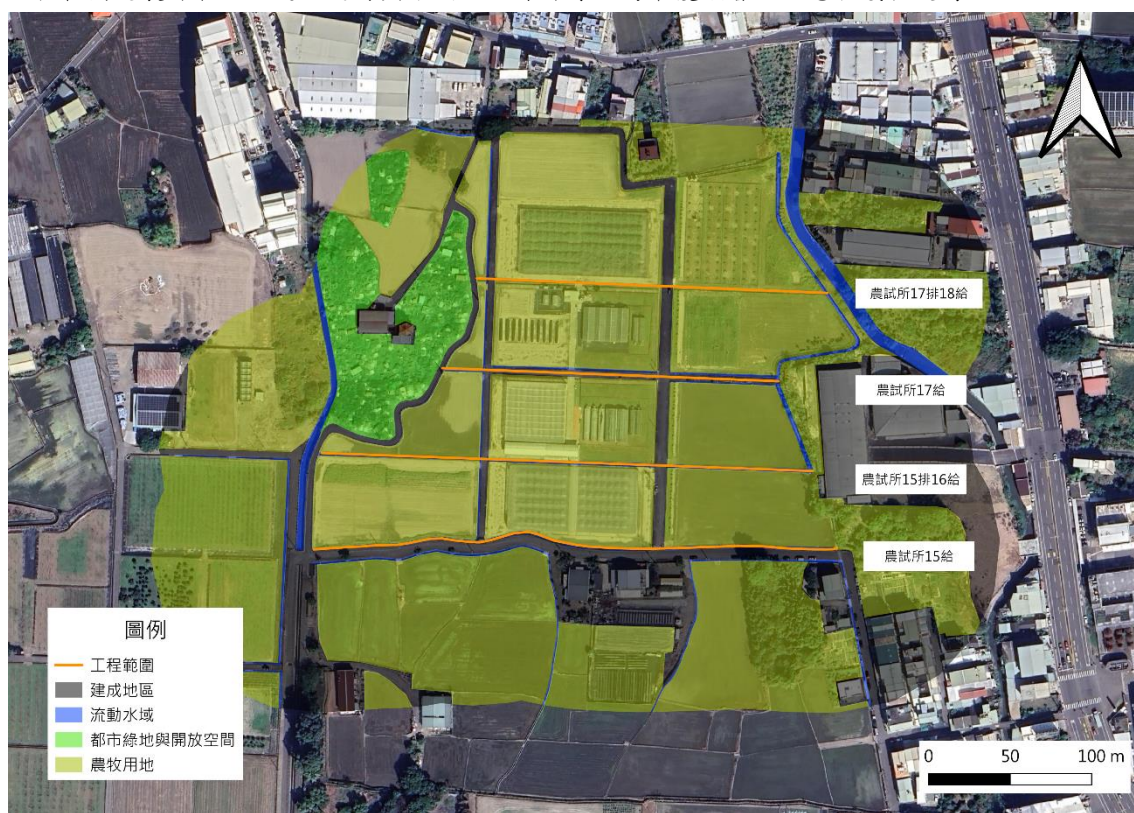 農試所17排18給
農試所17給
農試所15排16給
農試所15給
圖例
工程範圍
建成地區
流動水域
都市綠地與開放空間
農牧用地
0 50 100 m